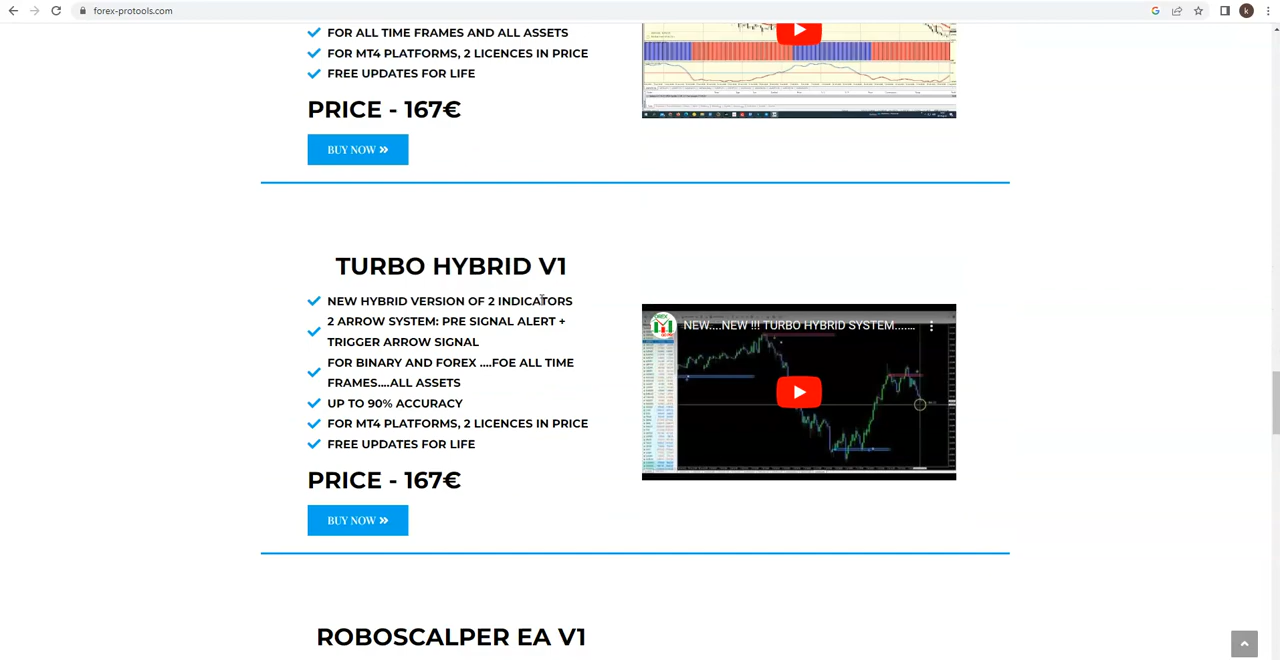 forex-protools.com
k
FOR ALL TIME FRAMES AND ALL ASSETS
FOR MT4 PLATFORMS, 2 LICENCES IN PRICE
FREE UPDATES FOR LIFE
PRICE - 167€
BUY NOW »
TURBO HYBRID V1
NEW HYBRID VERSION OF 2 INDICATORS
2 ARROW SYSTEM: PRE SIGNAL ALERT +
TRIGGER ARROW SIGNAL
FOR BINARY AND FOREX ....FOE ALL TIME
FRAMES....ALL ASSETS
UP TO 90% ACCURACY
FOR MT4 PLATFORMS, 2 LICENCES IN PRICE
FREE UPDATES FOR LIFE
NEW....NEW !!! TURBO HYBRID SYSTEM.......
PRICE - 167€
BUY NOW »
ROBOSCALPER EA V1